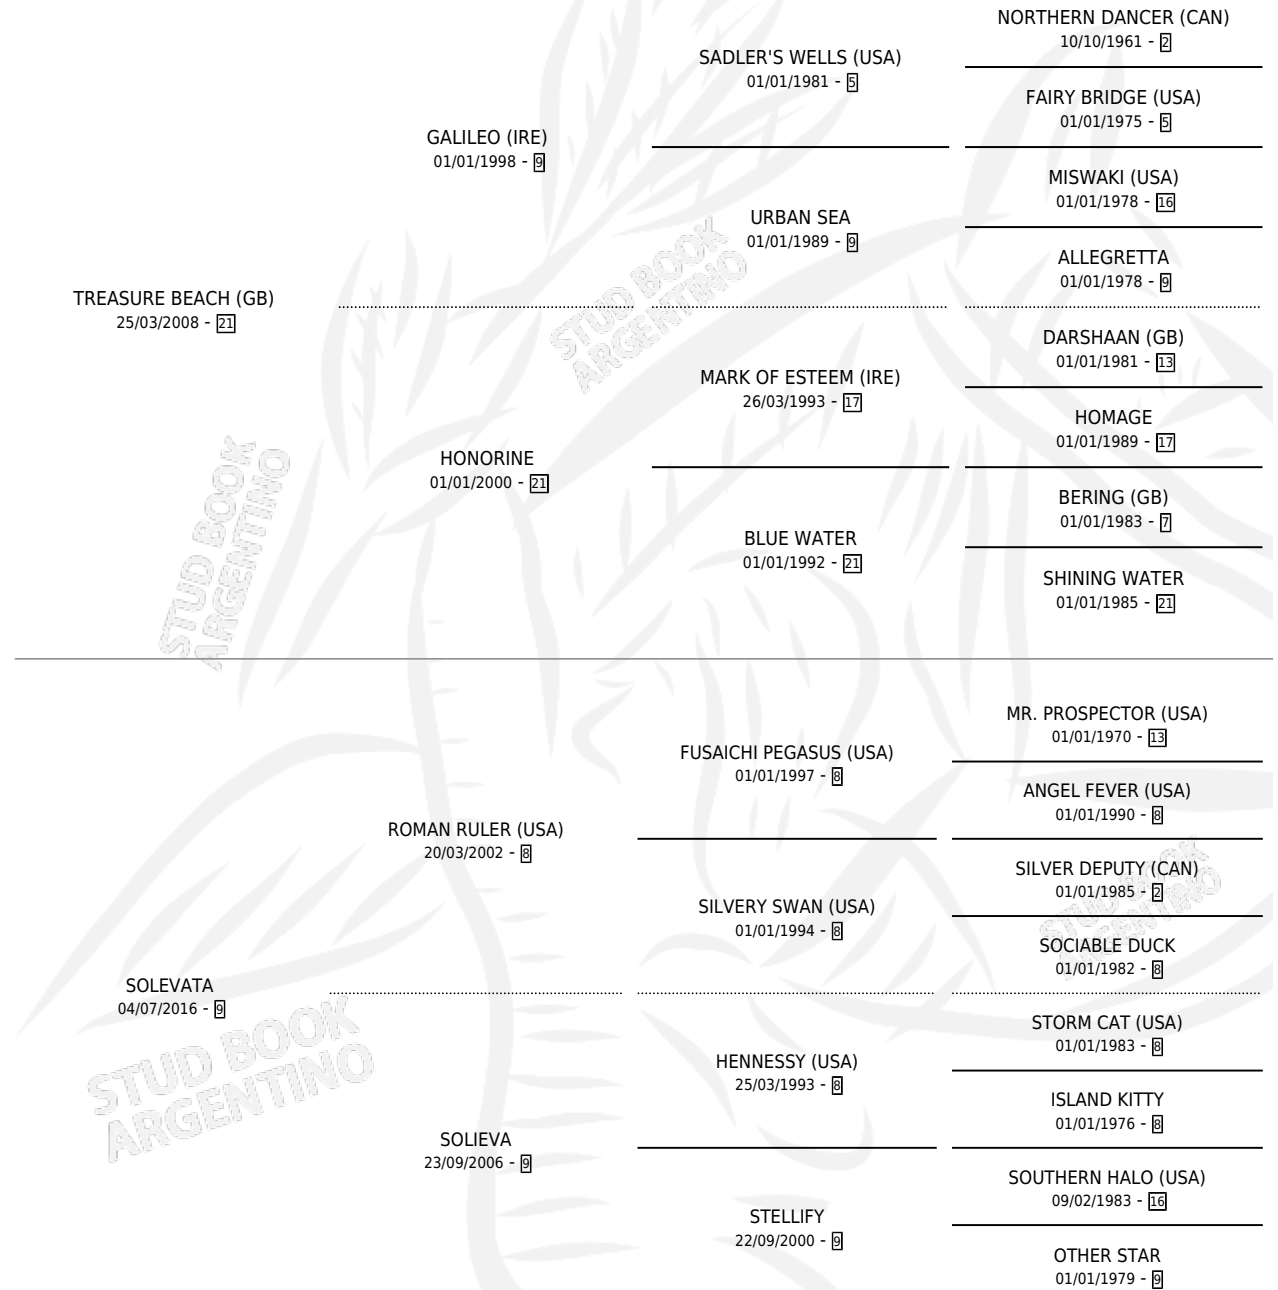 NORTHERN DANCER (CAN)
10/10/1961 - 2
SADLER'S WELLS (USA)
01/01/1981 - 5
FAIRY BRIDGE (USA)
01/01/1975 - 5
GALILEO (IRE)
01/01/1998 - 9
MISWAKI (USA)
01/01/1978 - 16
URBAN SEA
01/01/1989 - 9
ALLEGRETTA
01/01/1978 - 9
TREASURE BEACH (GB)
25/03/2008 - 21
STUD BOOK
ARGENTINO
DARSHAAN (GB)
01/01/1981 - 13
MARK OF ESTEEM (IRE)
26/03/1993 - 17
HOMAGE
01/01/1989 - 17
HONORINE
01/01/2000 - 21
BERING (GB)
01/01/1983 - 7
BLUE WATER
01/01/1992 - 21
SHINING WATER
01/01/1985 - 21
STUD BOOK
ARGENTINO
MR. PROSPECTOR (USA)
01/01/1970 - 13
FUSAICHI PEGASUS (USA)
01/01/1997 - 8
ANGEL FEVER (USA)
01/01/1990 - 8
ROMAN RULER (USA)
20/03/2002 - 8
SILVER DEPUTY (CAN)
01/01/1985 - 2
SILVERY SWAN (USA)
01/01/1994 - 8
STUD BOOK
ARGENTINO
SOCIABLE DUCK
01/01/1982 - 8
SOLEVATA
04/07/2016 - 9
STUD BOOK
ARGENTINO
STORM CAT (USA)
01/01/1983 - 8
HENNESSY (USA)
25/03/1993 - 8
ISLAND KITTY
01/01/1976 - 8
SOLIEVA
23/09/2006 - 9
SOUTHERN HALO (USA)
09/02/1983 - 16
STELLIFY
22/09/2000 - 9
OTHER STAR
01/01/1979 - 9